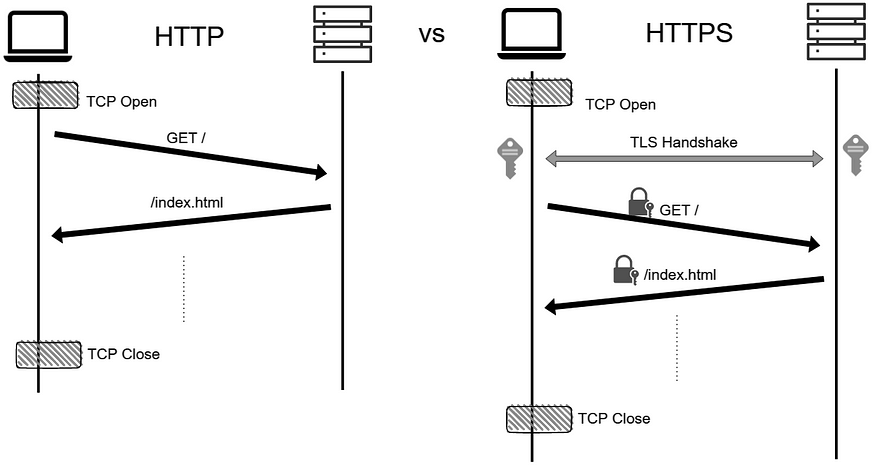 HTTP
vs
HTTPS
TCP Open
GET /
/index.html
TCP Close
TCP Open
TLS Handshake
GET /
/index.html
TCP Close